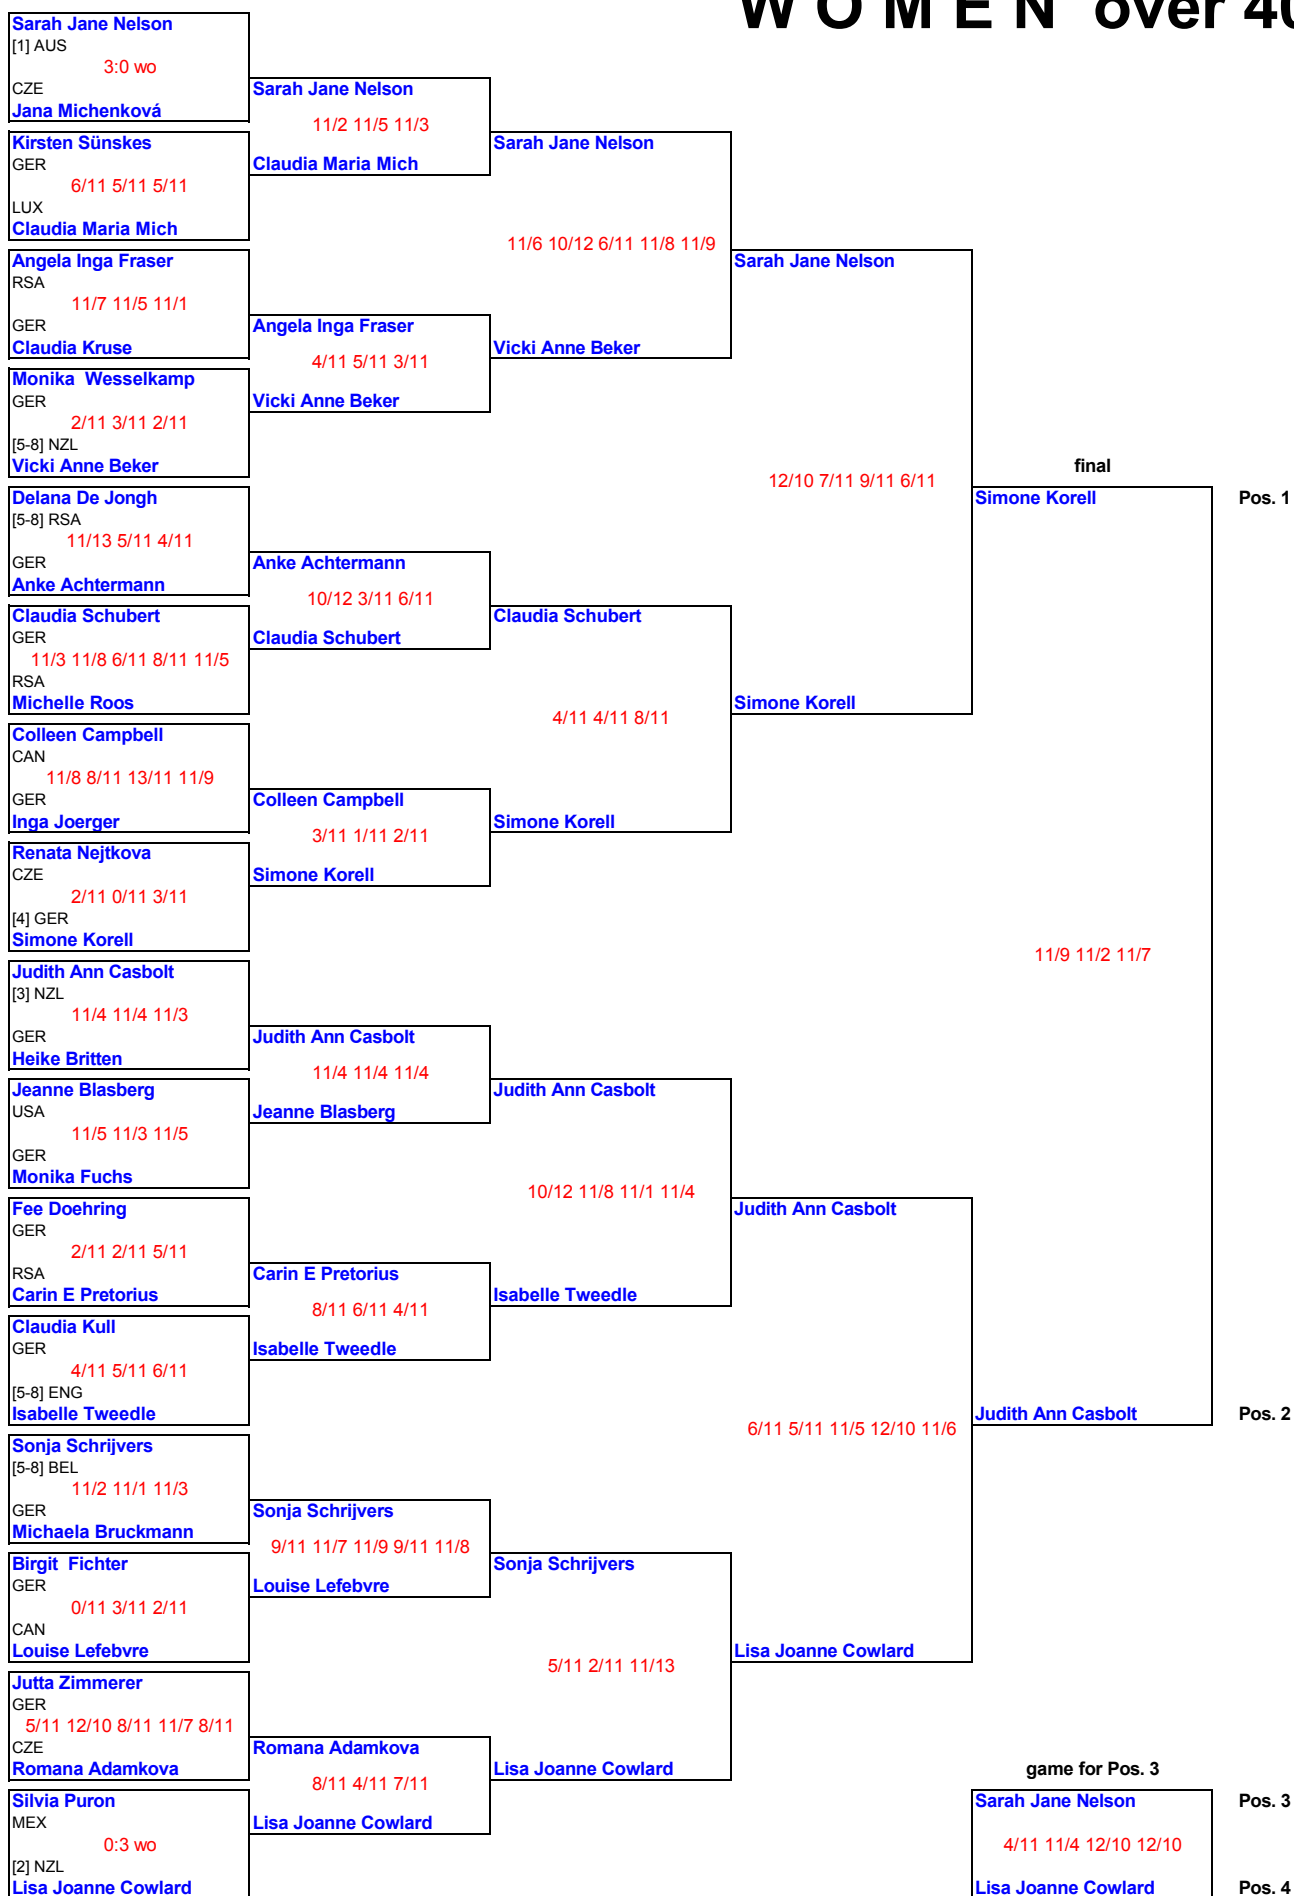 W O M E N over 40
Sarah Jane Nelson
[1] AUS
3:0 wo
CZE
Jana Michenková
Kirsten Sünskes
GER
6/11 5/11 5/11
LUX
Claudia Maria Mich
Angela Inga Fraser
RSA
11/7 11/5 11/1
GER
Claudia Kruse
Monika Wesselkamp
GER
2/11 3/11 2/11
[5-8] NZL
Vicki Anne Beker
Delana De Jongh
[5-8] RSA
11/13 5/11 4/11
GER
Anke Achtermann
Claudia Schubert
GER
11/3 11/8 6/11 8/11 11/5
RSA
Michelle Roos
Colleen Campbell
CAN
11/8 8/11 13/11 11/9
GER
Inga Joerger
Renata Nejtkova
CZE
2/11 0/11 3/11
[4] GER
Simone Korell
Judith Ann Casbolt
[3] NZL
11/4 11/4 11/3
GER
Heike Britten
Jeanne Blasberg
USA
11/5 11/3 11/5
GER
Monika Fuchs
Fee Doehring
GER
2/11 2/11 5/11
RSA
Carin E Pretorius
Claudia Kull
GER
4/11 5/11 6/11
[5-8] ENG
Isabelle Tweedle
Sonja Schrijvers
[5-8] BEL
11/2 11/1 11/3
GER
Michaela Bruckmann
Birgit Fichter
GER
0/11 3/11 2/11
CAN
Louise Lefebvre
Jutta Zimmerer
GER
5/11 12/10 8/11 11/7 8/11
CZE
Romana Adamkova
Silvia Puron
MEX
0:3 wo
[2] NZL
Lisa Joanne Cowlard
Sarah Jane Nelson
11/2 11/5 11/3
Claudia Maria Mich
Angela Inga Fraser
4/11 5/11 3/11
Vicki Anne Beker
Anke Achtermann
10/12 3/11 6/11
Claudia Schubert
Colleen Campbell
3/11 1/11 2/11
Simone Korell
Judith Ann Casbolt
11/4 11/4 11/4
Jeanne Blasberg
Carin E Pretorius
8/11 6/11 4/11
Isabelle Tweedle
Sonja Schrijvers
9/11 11/7 11/9 9/11 11/8
Louise Lefebvre
Romana Adamkova
8/11 4/11 7/11
Lisa Joanne Cowlard
Sarah Jane Nelson
11/6 10/12 6/11 11/8 11/9
Vicki Anne Beker
Claudia Schubert
4/11 4/11 8/11
Simone Korell
Judith Ann Casbolt
10/12 11/8 11/1 11/4
Isabelle Tweedle
Sonja Schrijvers
5/11 2/11 11/13
Lisa Joanne Cowlard
Sarah Jane Nelson
12/10 7/11 9/11 6/11
Simone Korell
Judith Ann Casbolt
6/11 5/11 11/5 12/10 11/6
Lisa Joanne Cowlard
final
Simone Korell Pos. 1
11/9 11/2 11/7
Judith Ann Casbolt Pos. 2
game for Pos. 3
Sarah Jane Nelson Pos. 3
4/11 11/4 12/10 12/10
Lisa Joanne Cowlard Pos. 4